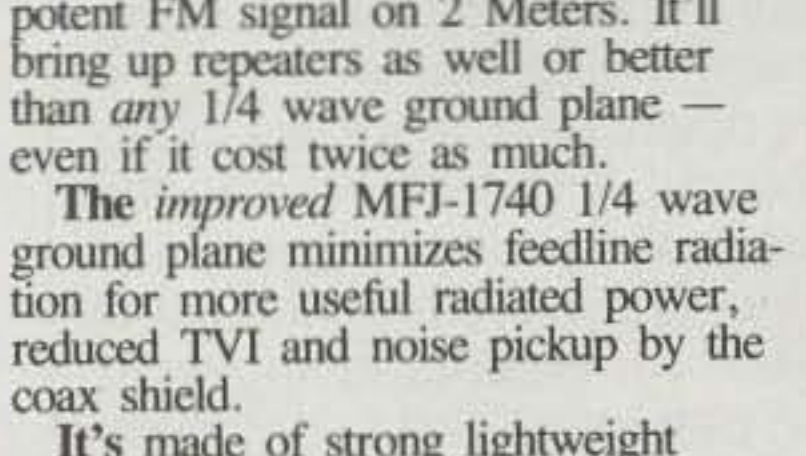 potent FM signal on 2 Meters. It'll
bring up repeaters as well or better
than any 1/4 wave ground plane —
even if it cost twice as much.
The improved MFJ-1740 1/4 wave
ground plane minimizes feedline radia-
tion for more useful radiated power,
reduced TVI and noise pickup by the
coax shield.
It's made of strong lightweight